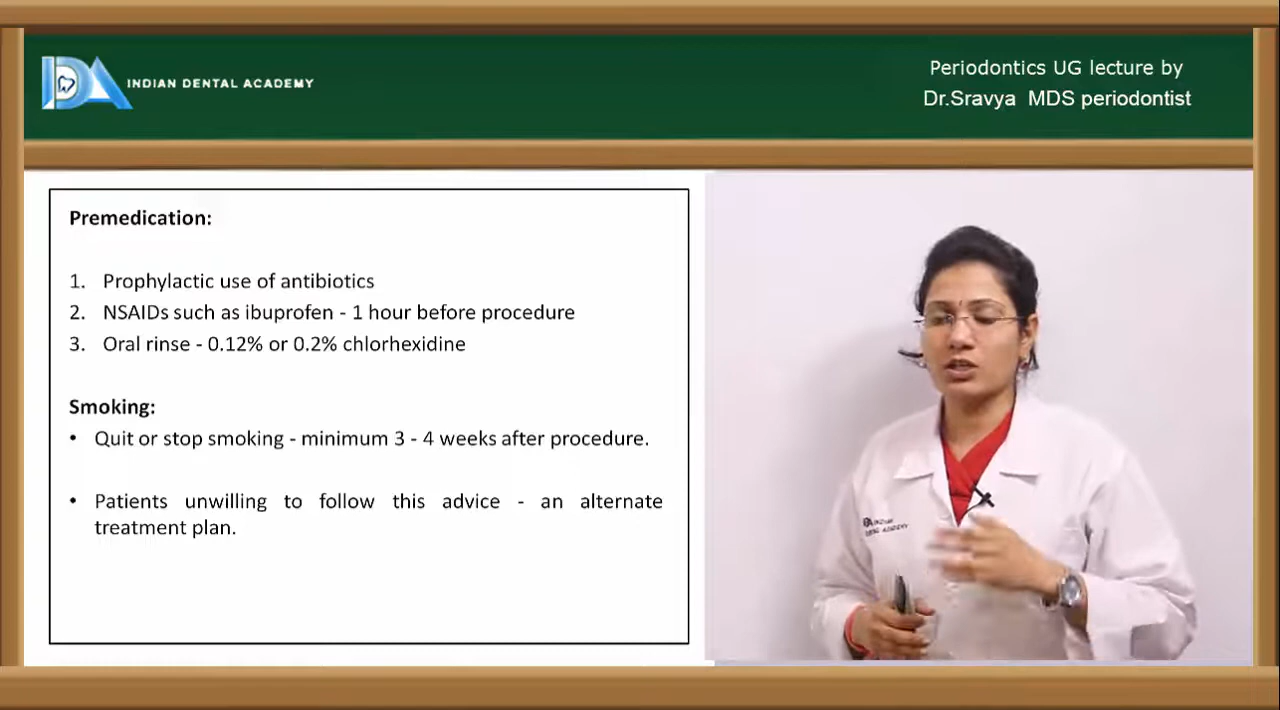 INDIAN DENTAL ACADEMY
Periodontics UG lecture by
Dr.Sravya MDS periodontist
Premedication:
1. Prophylactic use of antibiotics
2. NSAIDs such as ibuprofen - 1 hour before procedure
3. Oral rinse - 0.12% or 0.2% chlorhexidine
Smoking:
• Quit or stop smoking - minimum 3 - 4 weeks after procedure.
• Patients unwilling to follow this advice - an alternate
treatment plan.